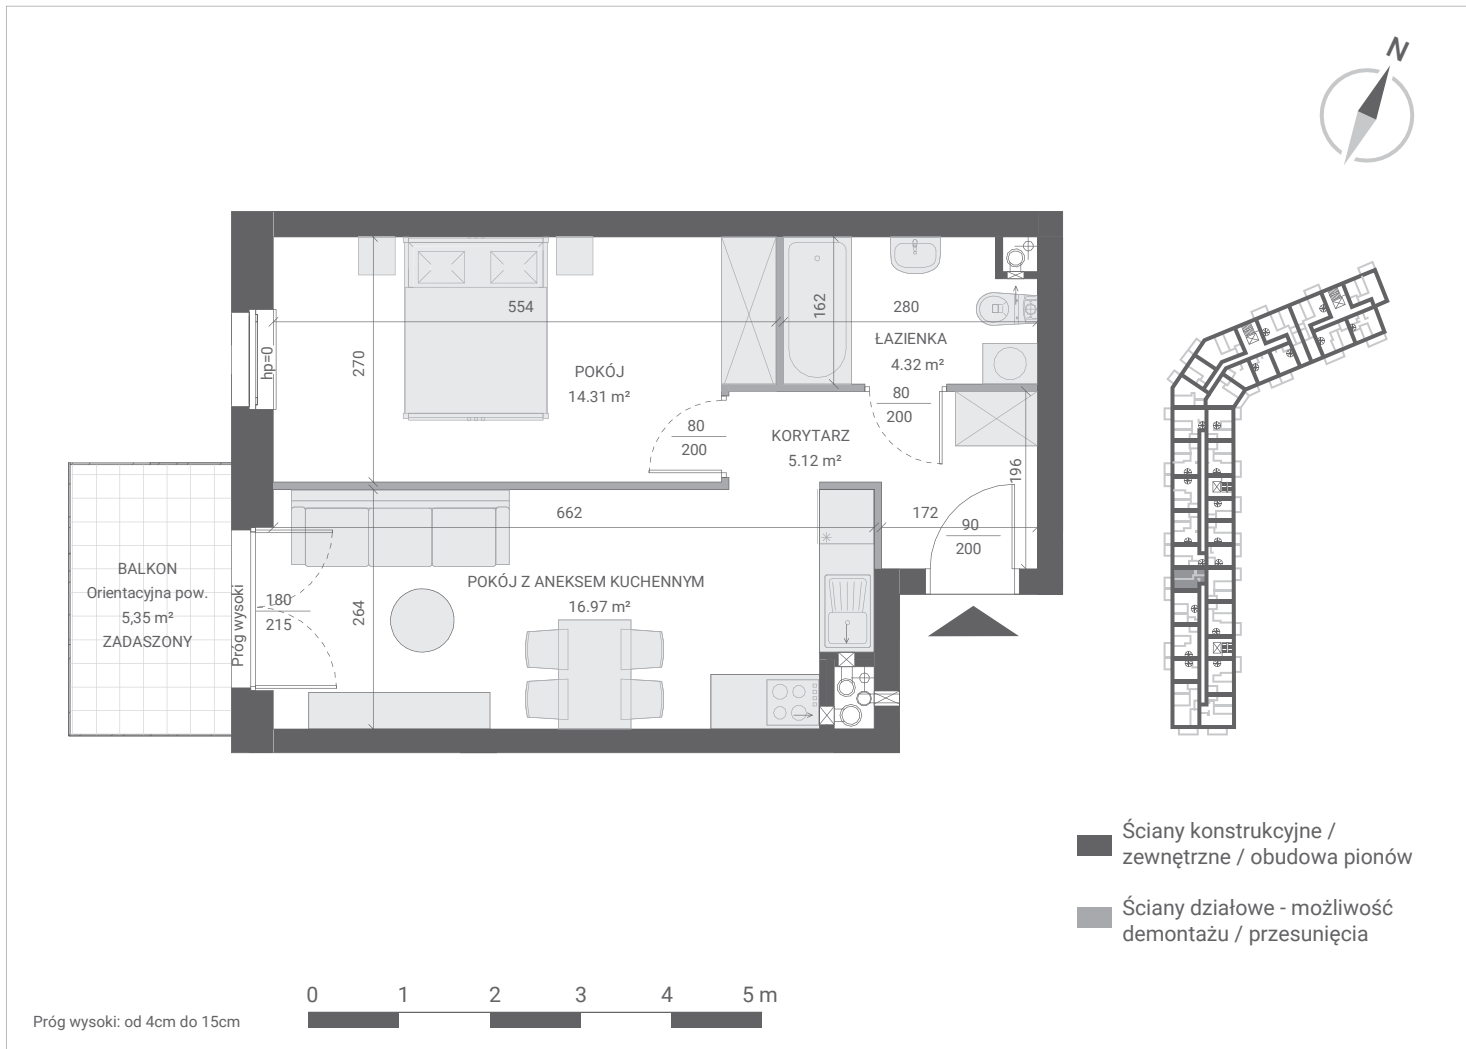 N
554
270
hp=0
POKÓJ
14.31 m²
80
200
162
280
ŁAZIENKA
4.32 m²
80
200
KORYTARZ
5.12 m²
196
172
90
200
662
264
POKÓJ Z ANEKSEM KUCHENNYM
16.97 m²
BALKON
Orientacyjna pow.
5,35 m²
ZADASZONY
Próg wysoki
180
215
Ściany konstrukcyjne /
zewnętrzne / obudowa pionów
Ściany działowe - możliwość
demontażu / przesunięcia
0 1 2 3 4 5 m
Próg wysoki: od 4cm do 15cm